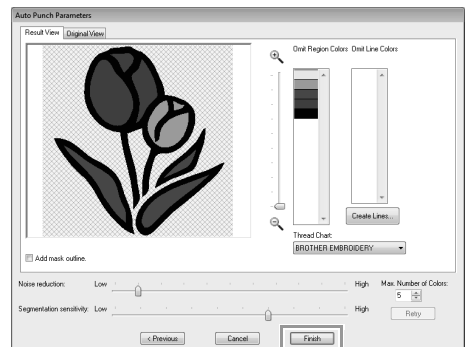 Auto Punch Parameters
Result View Original View
Omit Region Colors Omit Line Colors
Create Lines...
Thread Chart:
BROTHER EMBROIDERY
Add mask outline.
Noise reduction: Low High Max. Number of Colors:
5
Segmentation sensitivity: Low High
Retry
< Previous Cancel Finish